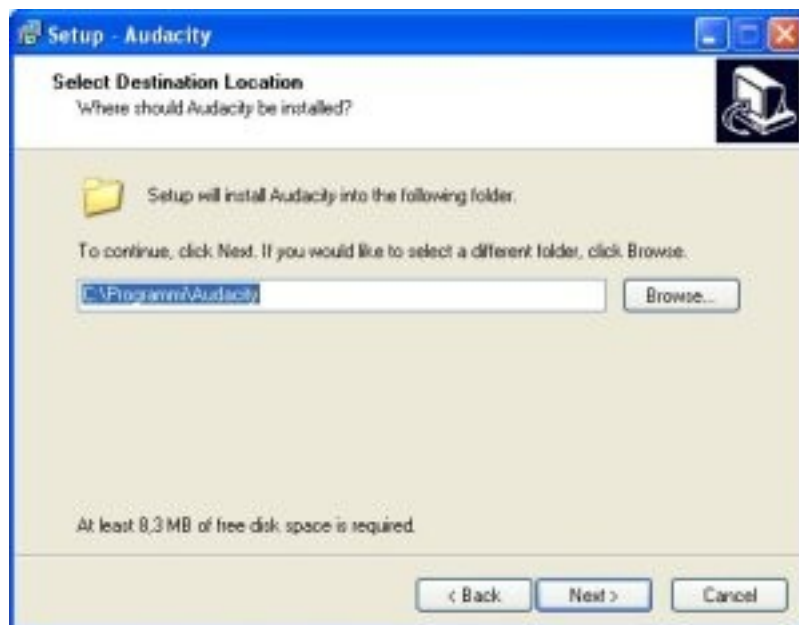 Setup - Audacity
Select Destination Location
Where should Audacity be installed?
Setup will install Audacity into the following folder.
To continue, click Next. If you would like to select a different folder, click Browse.
C:\Programmi\Audacity
Browse...
At least 8,3 MB of free disk space is required.
< Back
Next >
Cancel